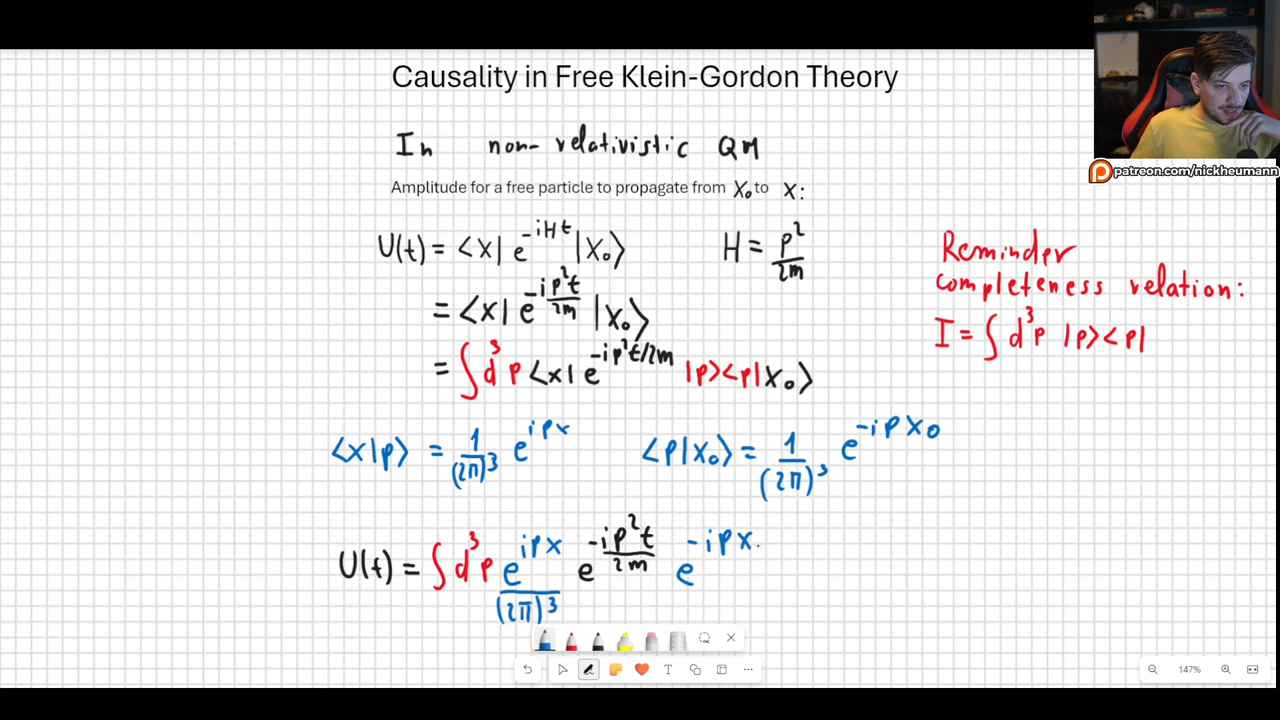 Causality in Free Klein-Gordon Theory
In non-relativistic QM
Amplitude for a free particle to propagate from X₀ to X:
U(t) = ⟨X| e^{-iHt} |X₀⟩ H = p²/2m
= ⟨X| e^{-i p²t/2m} |X₀⟩
= ∫ d³p ⟨X| e^{-ip²t/2m} |p⟩⟨p|X₀⟩
Reminder
completeness relation:
I = ∫ d³p |p⟩⟨p|
⟨X|p⟩ = 1/(2π)³ e^{ipx} ⟨p|X₀⟩ = 1/(2π)³ e^{-ipX₀}
U(t) = ∫ d³p e^{ipx}/(2π)³ e^{-ip²t/2m} e^{-ipx.}
patreon.com/nickheumann
147%